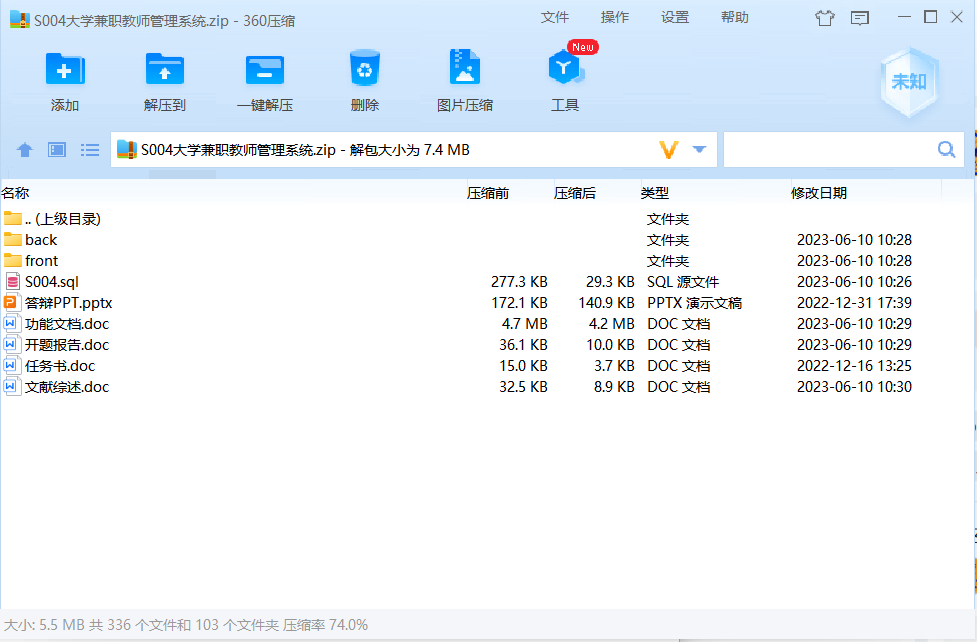 S004大学兼职教师管理系统.zip - 360压缩 文件 操作 设置 帮助
New
添加 解压到 一键解压 删除 图片压缩 工具 未知
S004大学兼职教师管理系统.zip - 解包大小为 7.4 MB
名称 压缩前 压缩后 类型 修改日期
.. (上级目录) 文件夹
back 文件夹 2023-06-10 10:28
front 文件夹 2023-06-10 10:28
S004.sql 277.3 KB 29.3 KB SQL 源文件 2023-06-10 10:26
答辩PPT.pptx 172.1 KB 140.9 KB PPTX 演示文稿 2022-12-31 17:39
功能文档.doc 4.7 MB 4.2 MB DOC 文档 2023-06-10 10:29
开题报告.doc 36.1 KB 10.0 KB DOC 文档 2023-06-10 10:29
任务书.doc 15.0 KB 3.7 KB DOC 文档 2022-12-16 13:25
文献综述.doc 32.5 KB 8.9 KB DOC 文档 2023-06-10 10:30
大小: 5.5 MB 共 336 个文件和 103 个文件夹 压缩率 74.0%